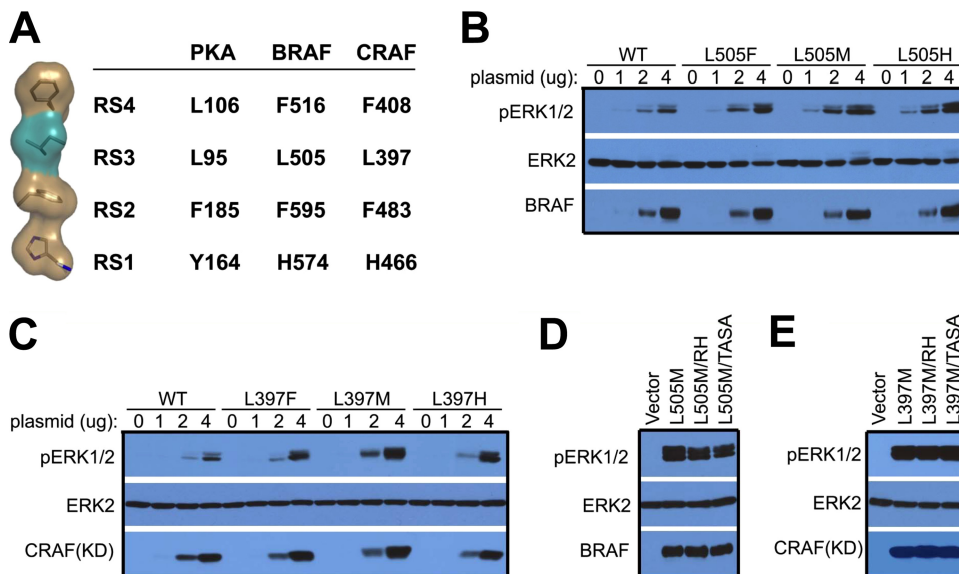 A
PKA BRAF CRAF
RS4 L106 F516 F408
RS3 L95 L505 L397
RS2 F185 F595 F483
RS1 Y164 H574 H466
B
WT L505F L505M L505H
plasmid (ug): 0 1 2 4 0 1 2 4 0 1 2 4 0 1 2 4
pERK1/2
ERK2
BRAF
C
WT L397F L397M L397H
plasmid (ug): 0 1 2 4 0 1 2 4 0 1 2 4 0 1 2 4
pERK1/2
ERK2
CRAF(KD)
D
Vector
L505M
L505M/RH
L505M/TASA
pERK1/2
ERK2
BRAF
E
Vector
L397M
L397M/RH
L397M/TASA
pERK1/2
ERK2
CRAF(KD)